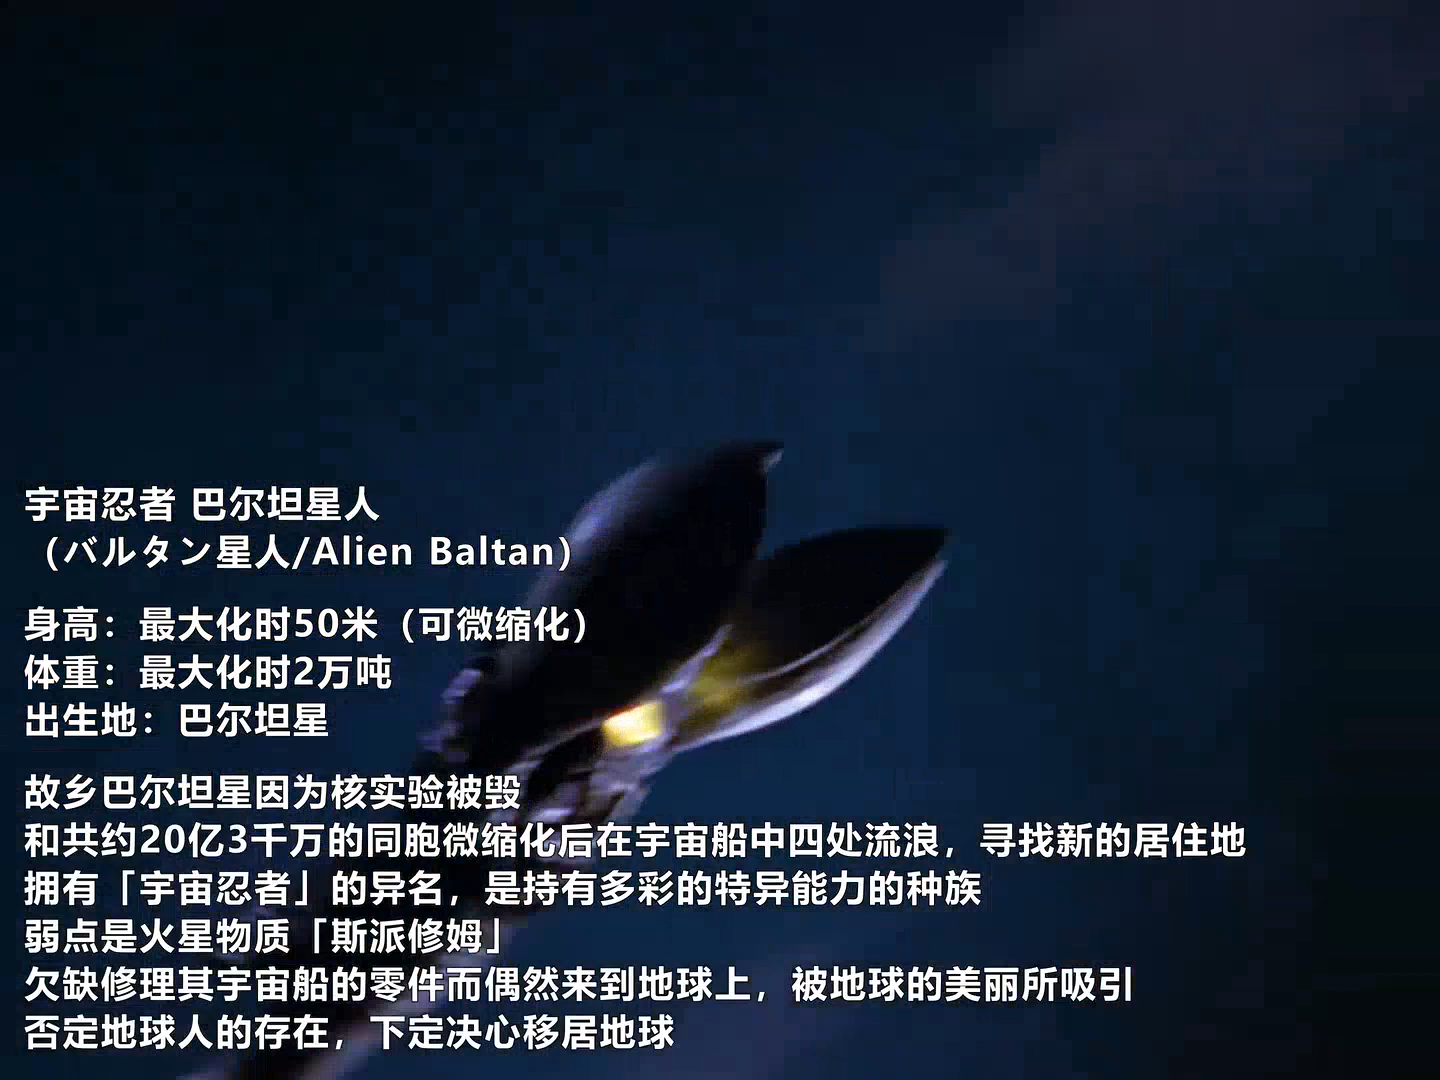 宇宙忍者 巴尔坦星人
（バルタン星人/Alien Baltan）
身高：最大化时50米（可微缩化）
体重：最大化时2万吨
出生地：巴尔坦星
故乡巴尔坦星因为核实验被毁
和共约20亿3千万的同胞微缩化后在宇宙船中四处流浪，寻找新的居住地
拥有「宇宙忍者」的异名，是持有多彩的特异能力的种族
弱点是火星物质「斯派修姆」
欠缺修理其宇宙船的零件而偶然来到地球上，被地球的美丽所吸引
否定地球人的存在，下定决心移居地球